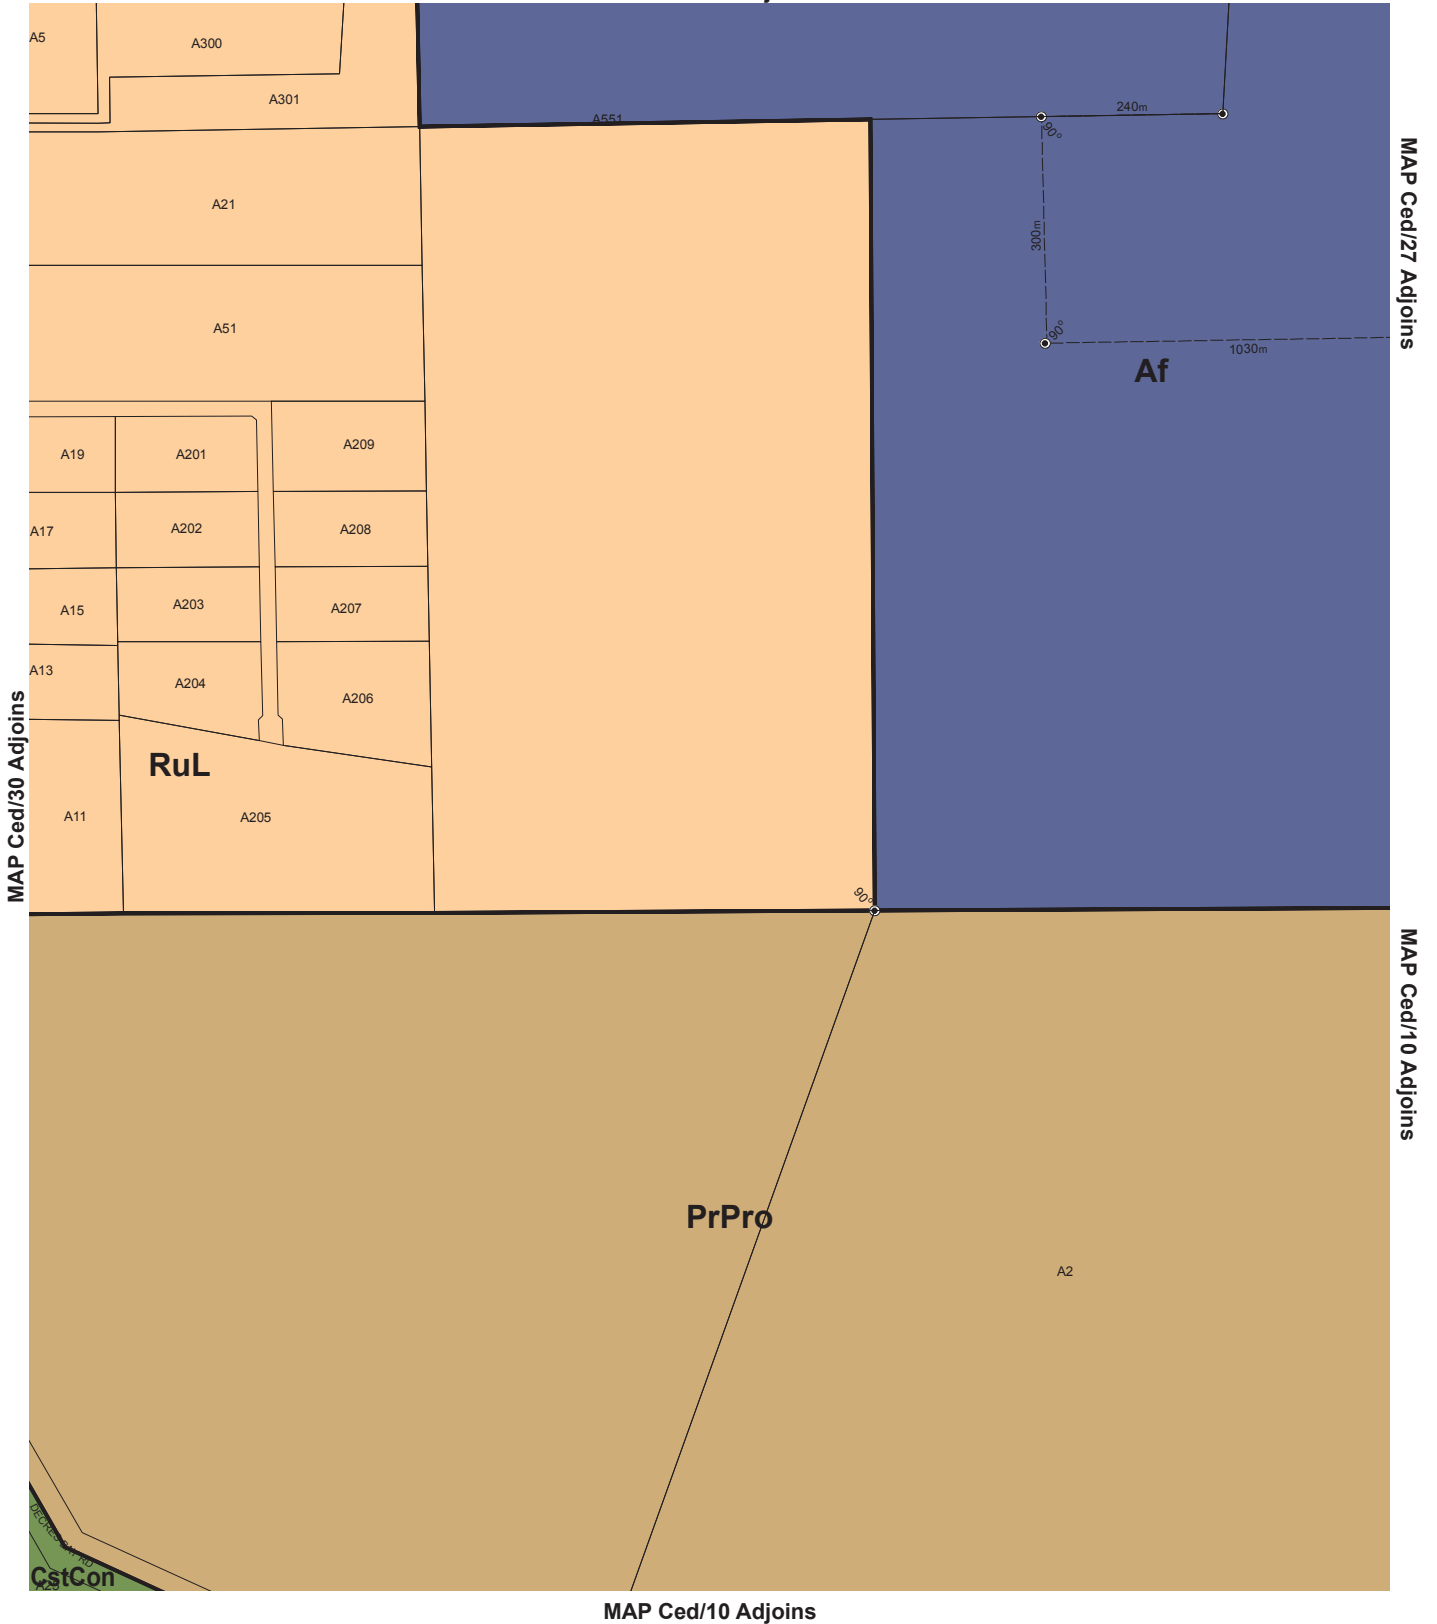 A5
A300
A301
A551
240m
90°
A21
300m
A51
90°
1030m
Af
A19
A201
A209
A17
A202
A208
A15
A203
A207
A13
A204
A206
RuL
A11
A205
90°
PrPro
A2
CstCon
MAP Ced/30 Adjoins
MAP Ced/27 Adjoins
MAP Ced/10 Adjoins
MAP Ced/10 Adjoins